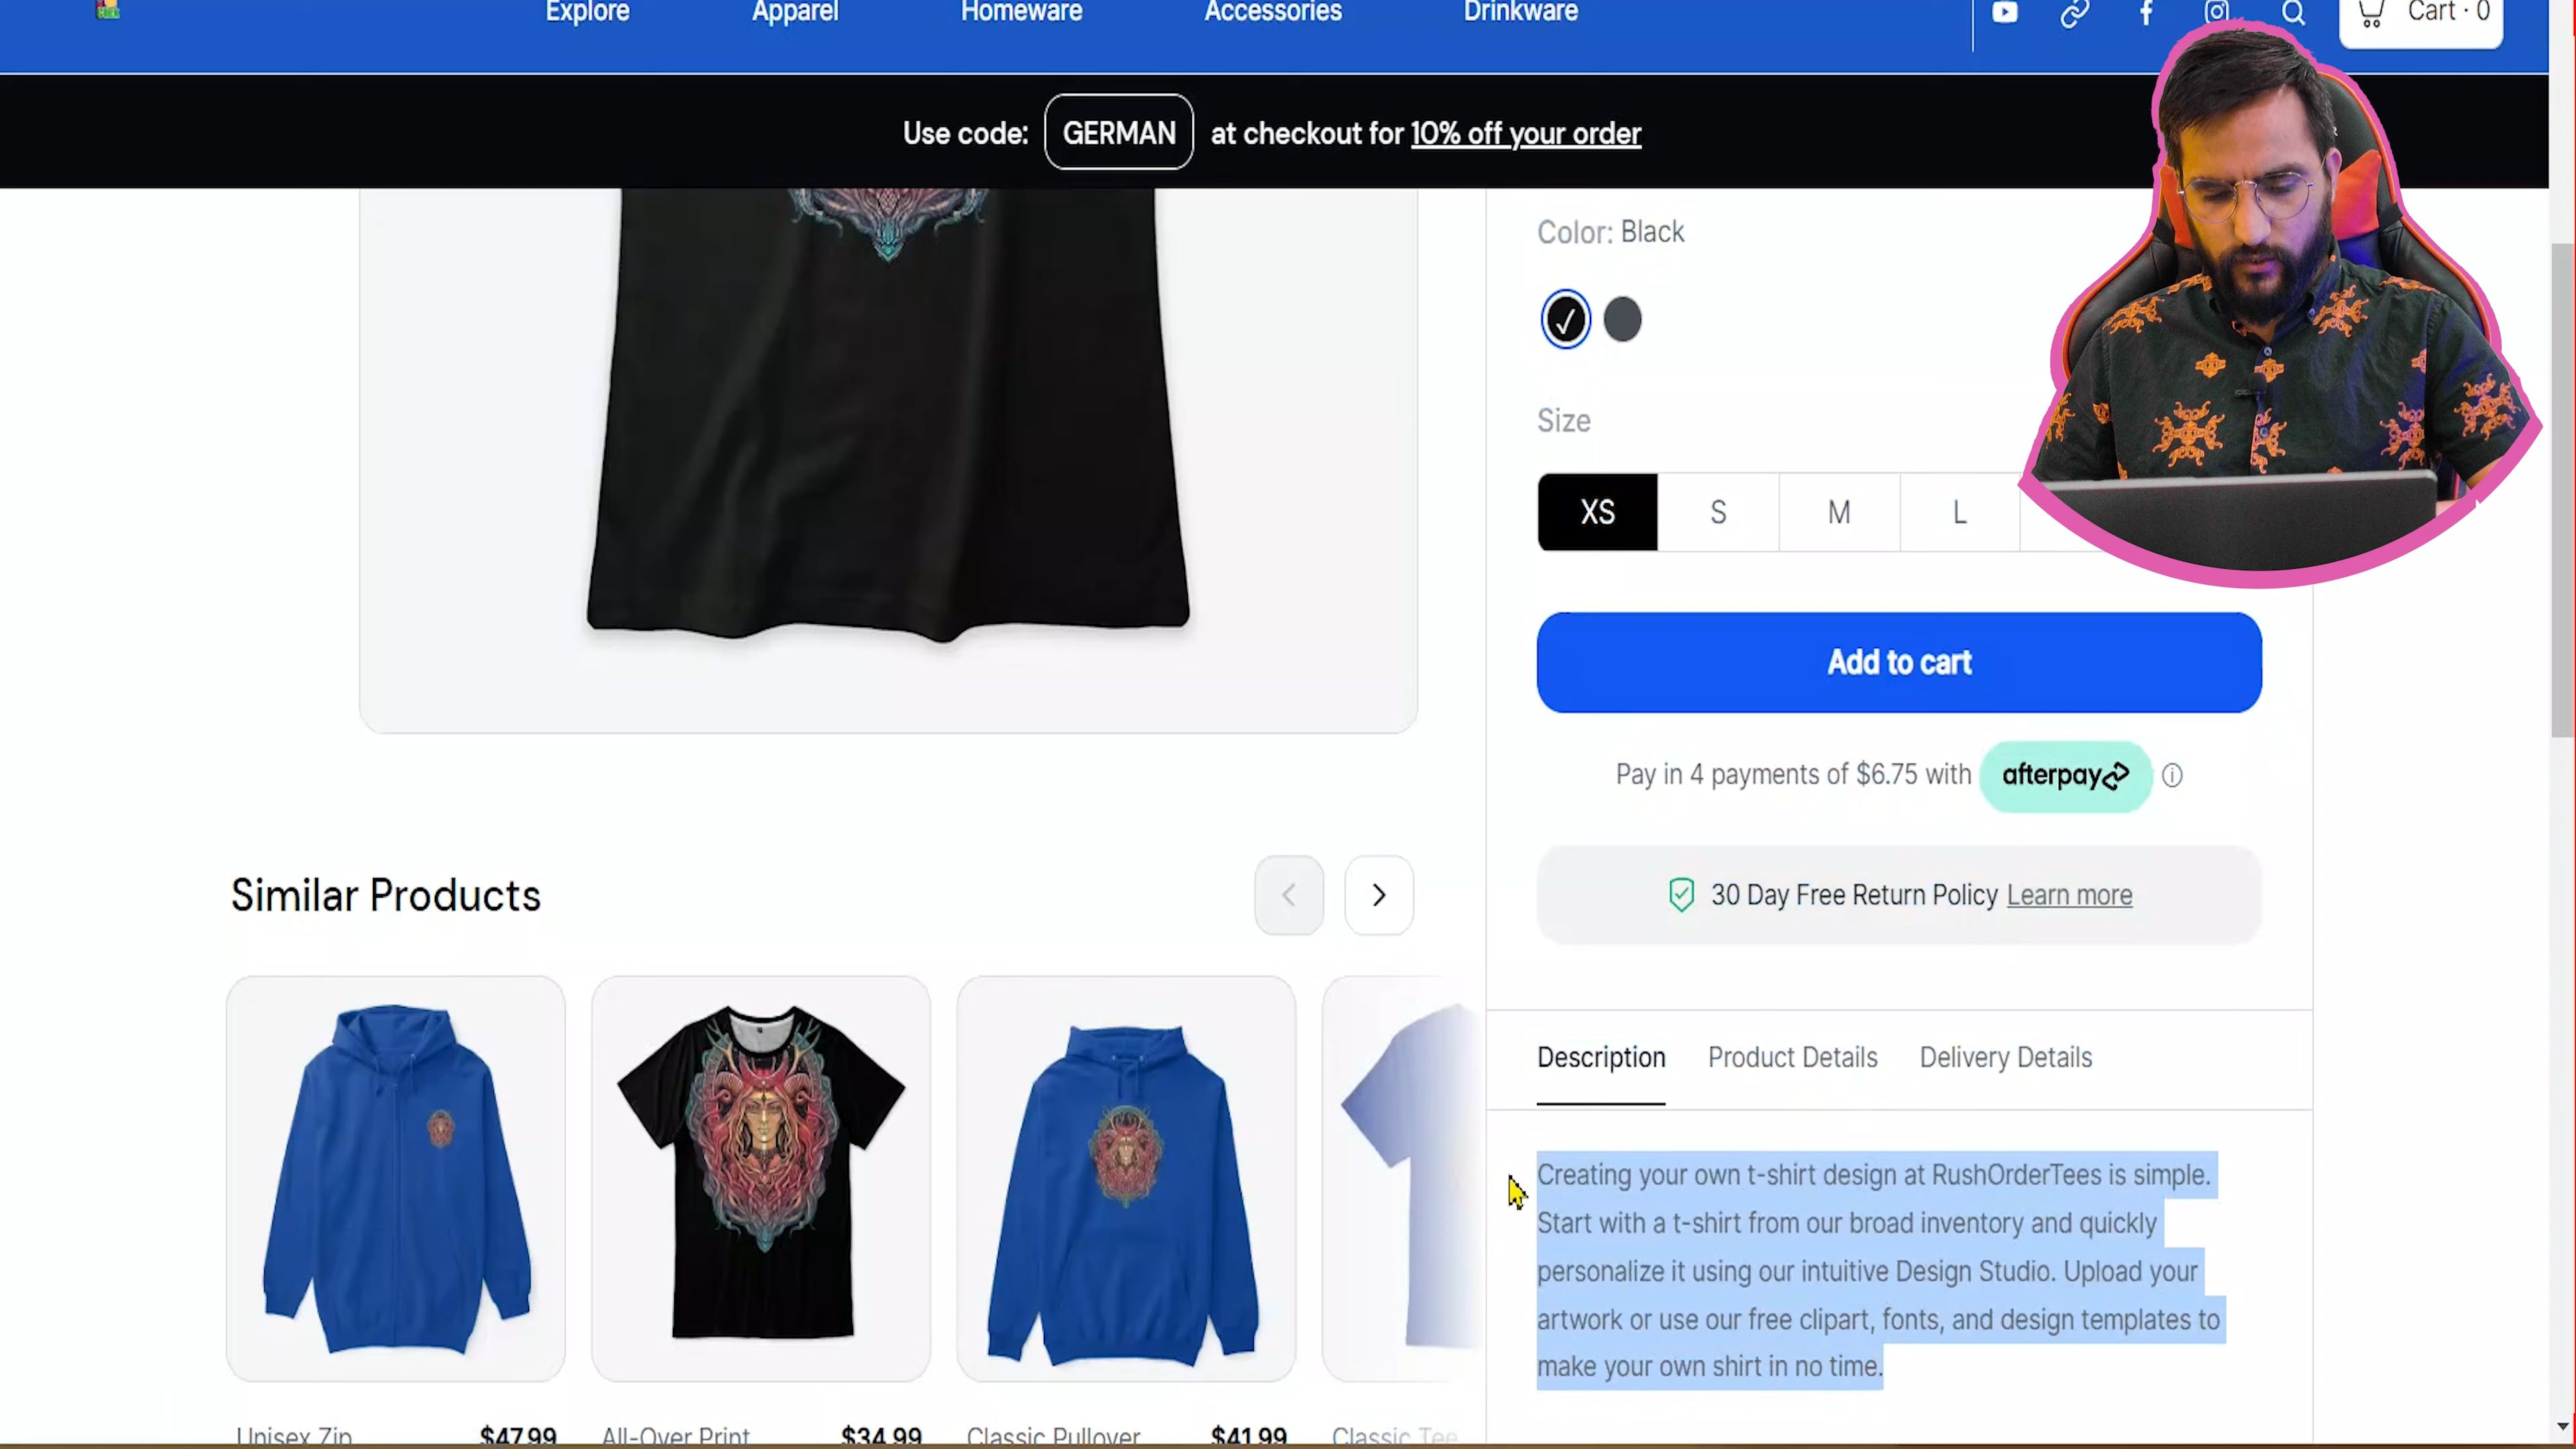 Explore Apparel Homeware Accessories Drinkware
Cart · 0
Use code: GERMAN at checkout for 10% off your order
Color: Black
Size
XS S M L
Add to cart
Pay in 4 payments of $6.75 with afterpay
30 Day Free Return Policy Learn more
Similar Products
Description Product Details Delivery Details
Creating your own t-shirt design at RushOrderTees is simple.
Start with a t-shirt from our broad inventory and quickly
personalize it using our intuitive Design Studio. Upload your
artwork or use our free clipart, fonts, and design templates to
make your own shirt in no time.
Unisex Zip $47.99 All-Over Print $34.99 Classic Pullover $41.99 Classic Tee